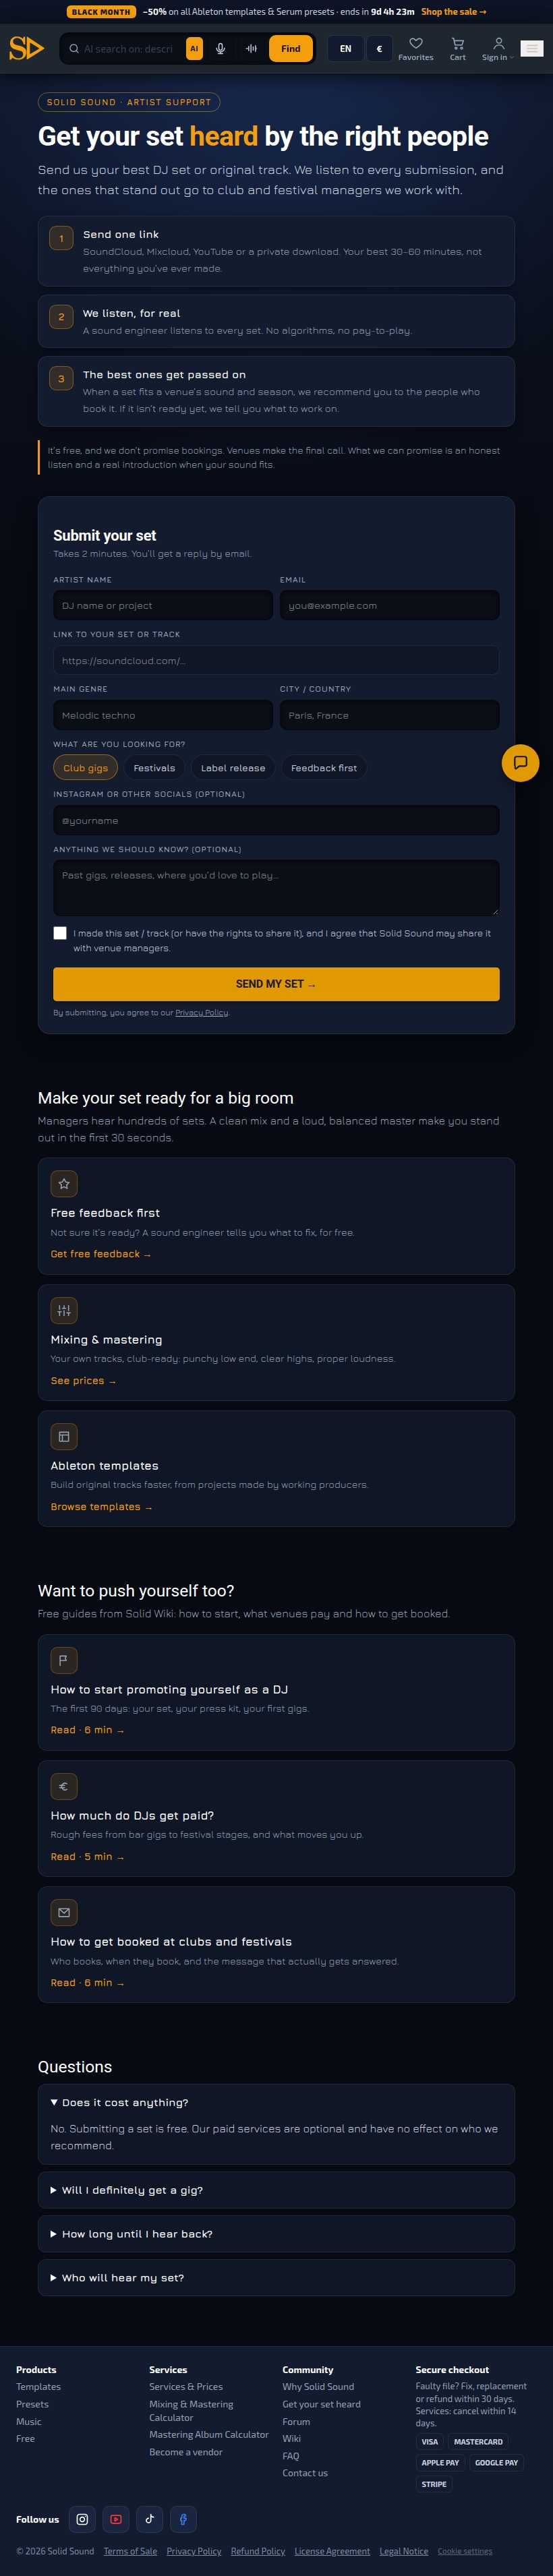 BLACK MONTH −50% on all Ableton templates & Serum presets · ends in 9d 4h 23m Shop the sale →
SD AI search on: descri AI Find EN € Favorites Cart Sign in
SOLID SOUND · ARTIST SUPPORT
Get your set heard by the right people
Send us your best DJ set or original track. We listen to every submission, and
the ones that stand out go to club and festival managers we work with.
1 Send one link
SoundCloud, Mixcloud, YouTube or a private download. Your best 30–60 minutes, not
everything you've ever made.
2 We listen, for real
A sound engineer listens to every set. No algorithms, no pay-to-play.
3 The best ones get passed on
When a set fits a venue's sound and season, we recommend you to the people who
book it. If it isn't ready yet, we tell you what to work on.
It's free, and we don't promise bookings. Venues make the final call. What we can promise is an honest
listen and a real introduction when your sound fits.
Submit your set
Takes 2 minutes. You'll get a reply by email.
ARTIST NAME EMAIL
DJ name or project you@example.com
LINK TO YOUR SET OR TRACK
https://soundcloud.com/...
MAIN GENRE CITY / COUNTRY
Melodic techno Paris, France
WHAT ARE YOU LOOKING FOR?
Club gigs Festivals Label release Feedback first
INSTAGRAM OR OTHER SOCIALS (OPTIONAL)
@yourname
ANYTHING WE SHOULD KNOW? (OPTIONAL)
Past gigs, releases, where you'd love to play...
I made this set / track (or have the rights to share it), and I agree that Solid Sound may share it
with venue managers.
SEND MY SET →
By submitting, you agree to our Privacy Policy.
Make your set ready for a big room
Managers hear hundreds of sets. A clean mix and a loud, balanced master make you stand
out in the first 30 seconds.
Free feedback first
Not sure it's ready? A sound engineer tells you what to fix, for free.
Get free feedback →
Mixing & mastering
Your own tracks, club-ready: punchy low end, clear highs, proper loudness.
See prices →
Ableton templates
Build original tracks faster, from projects made by working producers.
Browse templates →
Want to push yourself too?
Free guides from Solid Wiki: how to start, what venues pay and how to get booked.
How to start promoting yourself as a DJ
The first 90 days: your set, your press kit, your first gigs.
Read · 6 min →
€
How much do DJs get paid?
Rough fees from bar gigs to festival stages, and what moves you up.
Read · 5 min →
How to get booked at clubs and festivals
Who books, when they book, and the message that actually gets answered.
Read · 6 min →
Questions
▼ Does it cost anything?
No. Submitting a set is free. Our paid services are optional and have no effect on who we
recommend.
▶ Will I definitely get a gig?
▶ How long until I hear back?
▶ Who will hear my set?
Products Services Community Secure checkout
Templates Services & Prices Why Solid Sound Faulty file? Fix, replacement
Presets Mixing & Mastering Get your set heard or refund within 30 days.
Music Calculator Forum Services: cancel within 14
Free Mastering Album Calculator Wiki days.
Become a vendor FAQ VISA MASTERCARD
Contact us APPLE PAY GOOGLE PAY
STRIPE
Follow us
© 2026 Solid Sound Terms of Sale Privacy Policy Refund Policy License Agreement Legal Notice Cookie settings